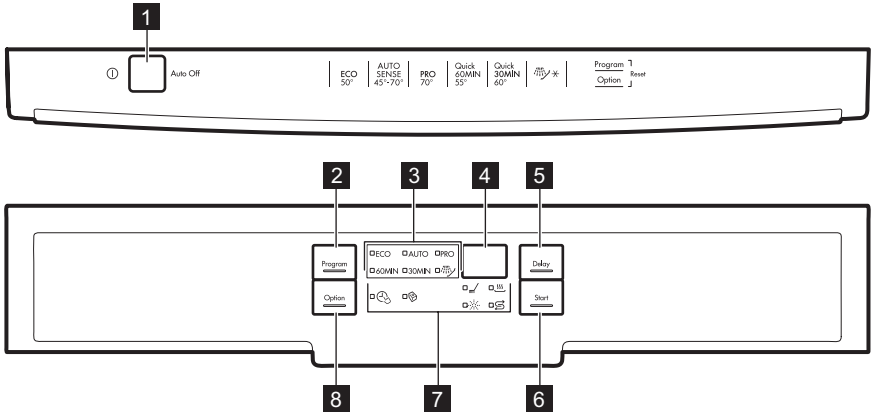 1
Auto Off
ECO
50°
AUTO
SENSE
45°-70°
PRO
70°
Quick
60MIN
55°
Quick
30MIN
60°
Program
Option
Reset
2
3
4
5
Program
ECO AUTO PRO
60MIN 30MIN
Delay
Option
Start
8
7
6